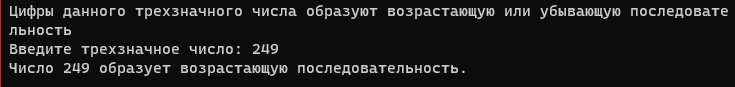 Цифры данного трехзначного числа образуют возрастающую или убывающую последовате
льность
Введите трехзначное число: 249
Число 249 образует возрастающую последовательность.